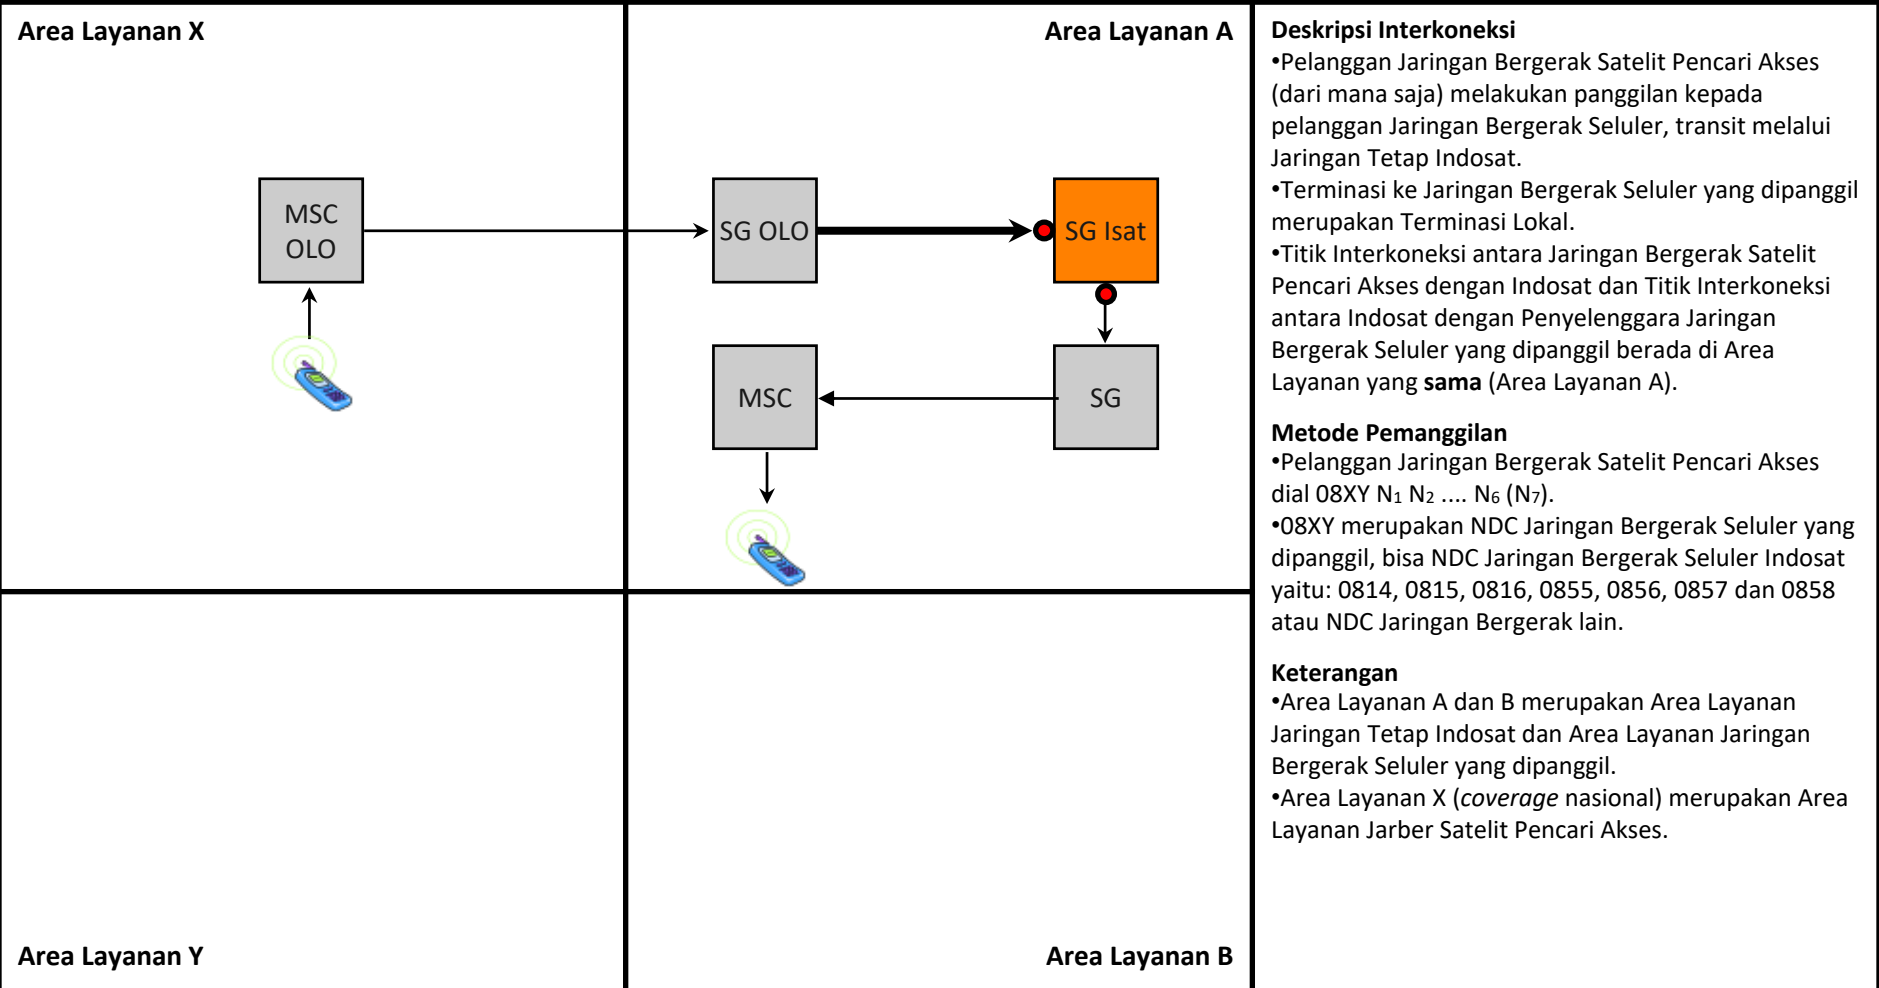 Area Layanan X
Area Layanan A
MSC
OLO
SG OLO
SG Isat
MSC
SG
Area Layanan Y
Area Layanan B
Deskripsi Interkoneksi
•Pelanggan Jaringan Bergerak Satelit Pencari Akses
(dari mana saja) melakukan panggilan kepada
pelanggan Jaringan Bergerak Seluler, transit melalui
Jaringan Tetap Indosat.
•Terminasi ke Jaringan Bergerak Seluler yang dipanggil
merupakan Terminasi Lokal.
•Titik Interkoneksi antara Jaringan Bergerak Satelit
Pencari Akses dengan Indosat dan Titik Interkoneksi
antara Indosat dengan Penyelenggara Jaringan
Bergerak Seluler yang dipanggil berada di Area
Layanan yang sama (Area Layanan A).
Metode Pemanggilan
•Pelanggan Jaringan Bergerak Satelit Pencari Akses
dial 08XY N₁ N₂ .... N₆ (N₇).
•08XY merupakan NDC Jaringan Bergerak Seluler yang
dipanggil, bisa NDC Jaringan Bergerak Seluler Indosat
yaitu: 0814, 0815, 0816, 0855, 0856, 0857 dan 0858
atau NDC Jaringan Bergerak lain.
Keterangan
•Area Layanan A dan B merupakan Area Layanan
Jaringan Tetap Indosat dan Area Layanan Jaringan
Bergerak Seluler yang dipanggil.
•Area Layanan X (coverage nasional) merupakan Area
Layanan Jarber Satelit Pencari Akses.